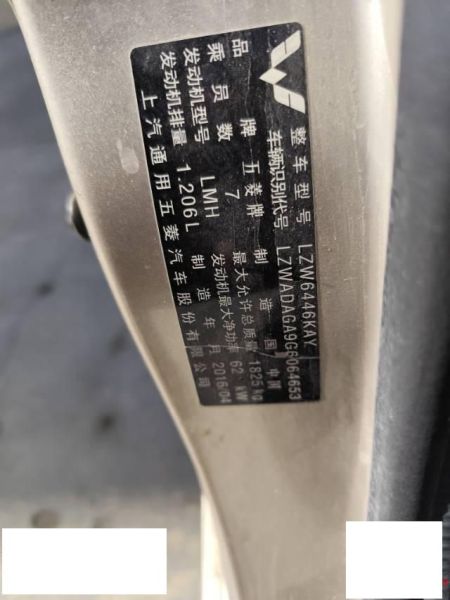 整车型号 LZW6446KAY
车辆识别代号 LZWADAGA9G6064653
品牌 五菱牌 制造国 中国
乘员数 7 最大允许总质量 1825 kg
发动机型号 LMH 发动机最大净功率 62 kW
发动机排量 1.206L 制造年月 2016/04
上汽通用五菱汽车股份有限公司